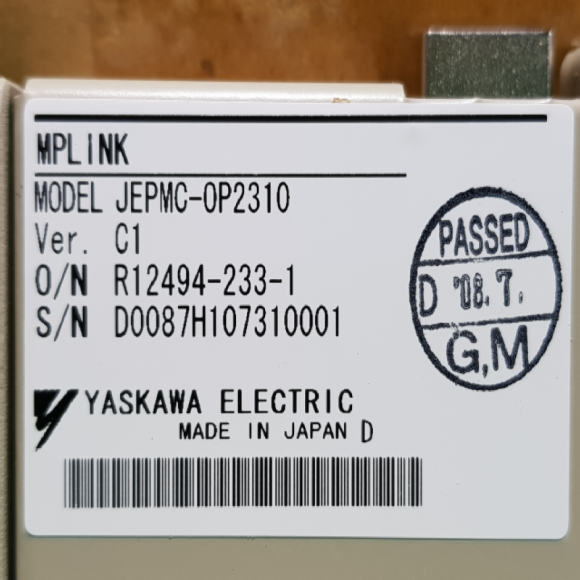 MPLINK
MODEL JEPMC-OP2310
Ver. C1
O/N R12494-233-1
S/N D0087H107310001
YASKAWA ELECTRIC
MADE IN JAPAN D
PASSED
D '08.7.
G,M